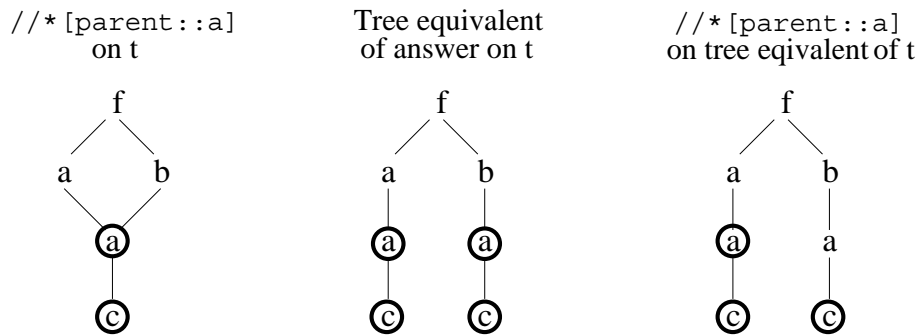 //*[parent::a]
on t
Tree equivalent
of answer on t
//*[parent::a]
on tree eqivalent of t
f
a b
a
c
f
a b
a a
c c
f
a b
a a
c c